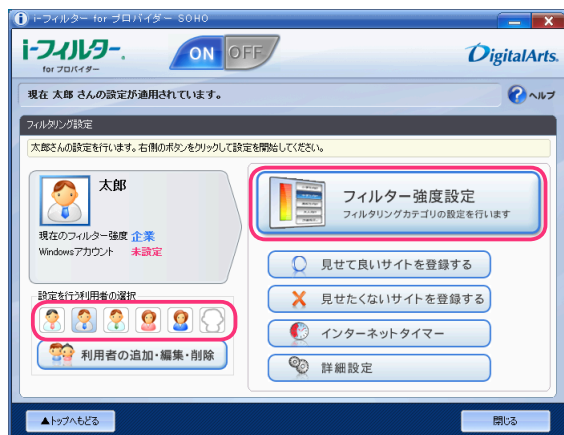 i-フィルター for プロバイダー SOHO
i-フィルター.
for プロバイダー
ON OFF
DigitalArts.
現在 太郎 さんの設定が適用されています。
ヘルプ
フィルタリング設定
太郎さんの設定を行います。右側のボタンをクリックして設定を開始してください。
太郎
現在のフィルター強度 企業
Windowsアカウント 未設定
設定を行う利用者の選択
利用者の追加・編集・削除
フィルター強度設定
フィルタリングカテゴリの設定を行います
見せて良いサイトを登録する
見せたくないサイトを登録する
インターネットタイマー
詳細設定
▲トップへもどる
閉じる